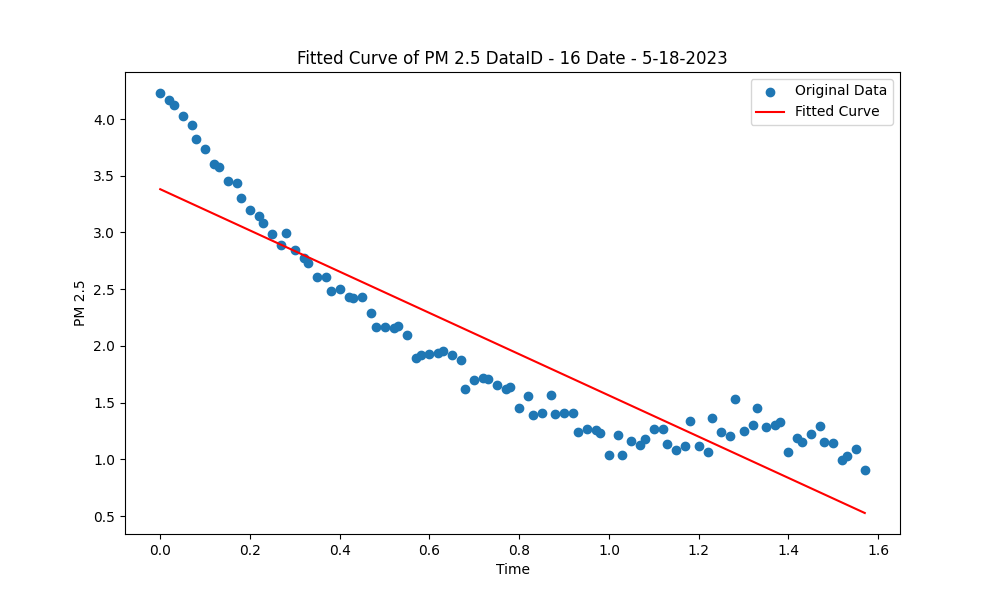 Fitted Curve of PM 2.5 DataID - 16 Date - 5-18-2023
Original Data
Fitted Curve
PM 2.5
4.0
3.5
3.0
2.5
2.0
1.5
1.0
0.5
0.0 0.2 0.4 0.6 0.8 1.0 1.2 1.4 1.6
Time